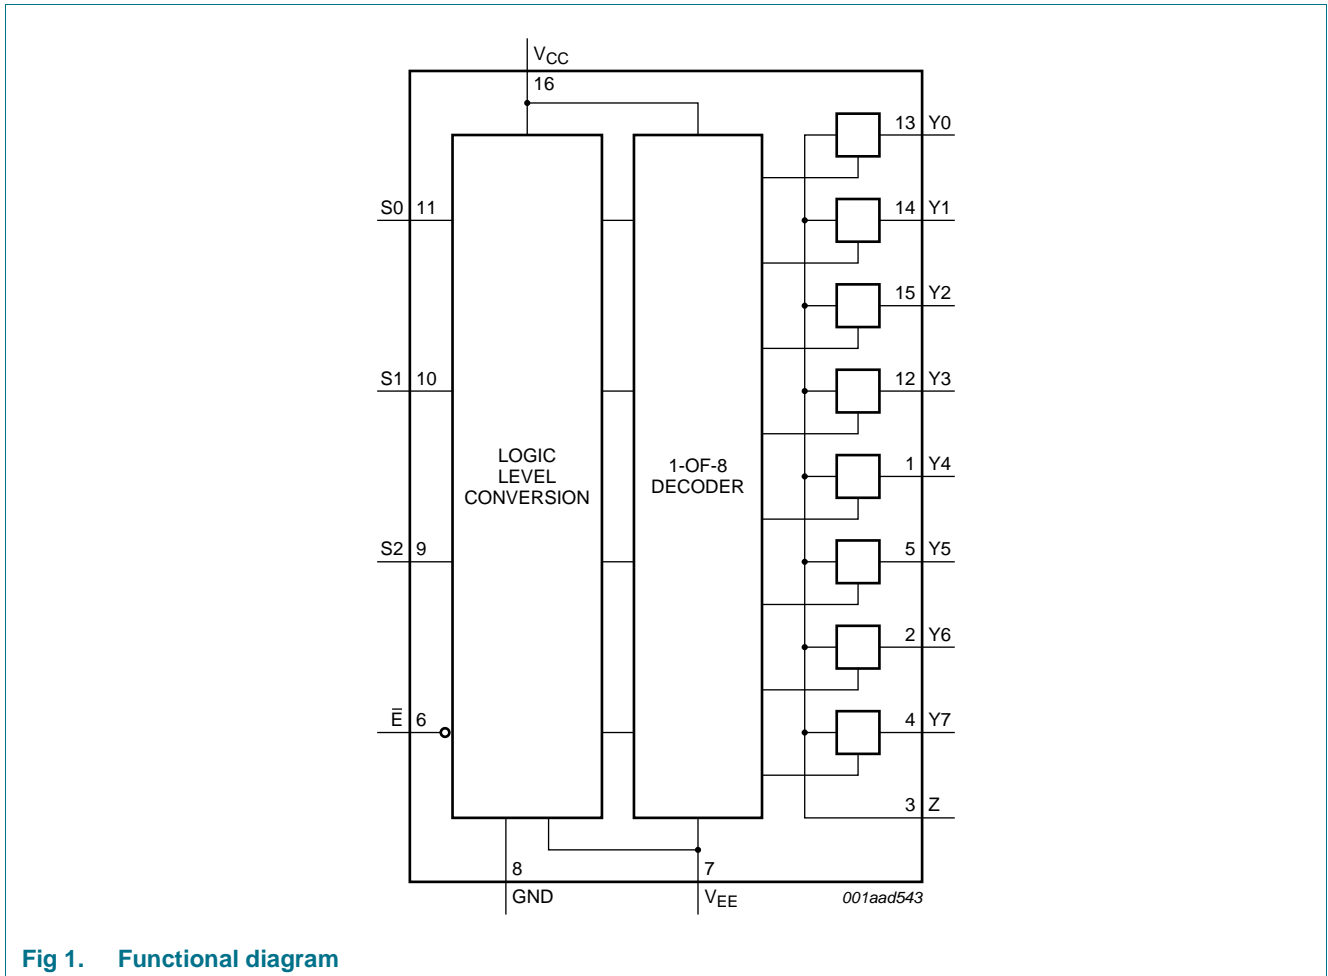 VCC
16
13 Y0
S0 11
14 Y1
15 Y2
S1 10
12 Y3
LOGIC
LEVEL
CONVERSION
1-OF-8
DECODER
1 Y4
S2 9
5 Y5
2 Y6
E̅ 6
4 Y7
3 Z
8
GND
7
VEE
001aad543
Fig 1. Functional diagram